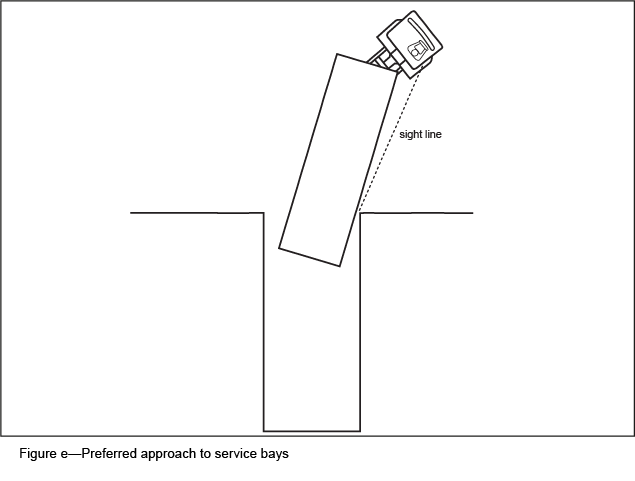 sight line
Figure e—Preferred approach to service bays